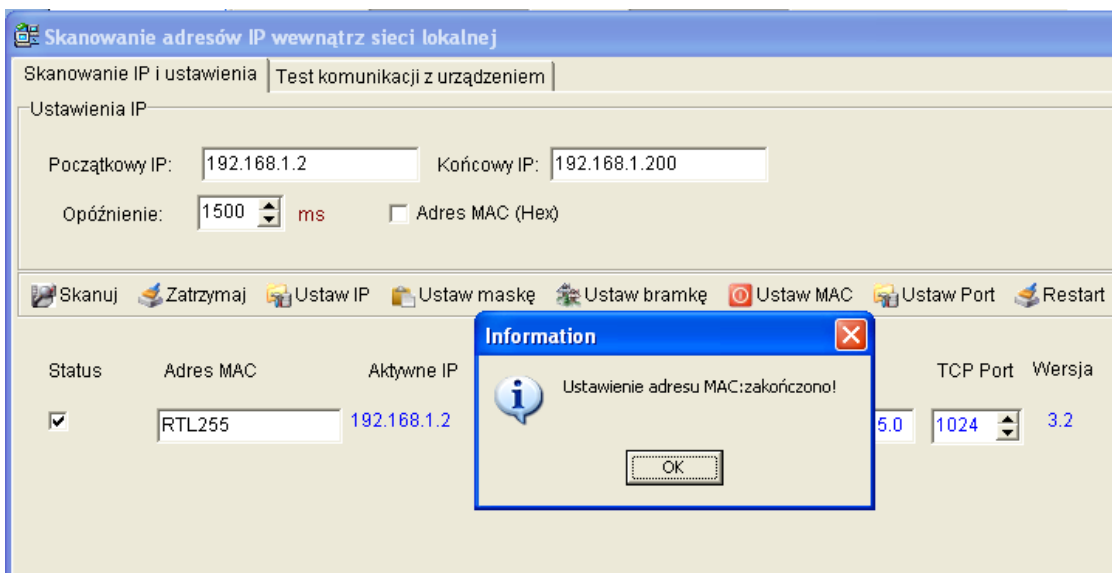 Skanowanie adresów IP wewnątrz sieci lokalnej
Skanowanie IP i ustawienia Test komunikacji z urządzeniem
Ustawienia IP
Początkowy IP: 192.168.1.2 Końcowy IP: 192.168.1.200
Opóźnienie: 1500 ms Adres MAC (Hex)
Skanuj Zatrzymaj Ustaw IP Ustaw maskę Ustaw bramkę Ustaw MAC Ustaw Port Restart
Information
Ustawienie adresu MAC:zakończono!
OK
Status Adres MAC Aktywne IP TCP Port Wersja
RTL255 192.168.1.2 5.0 1024 3.2